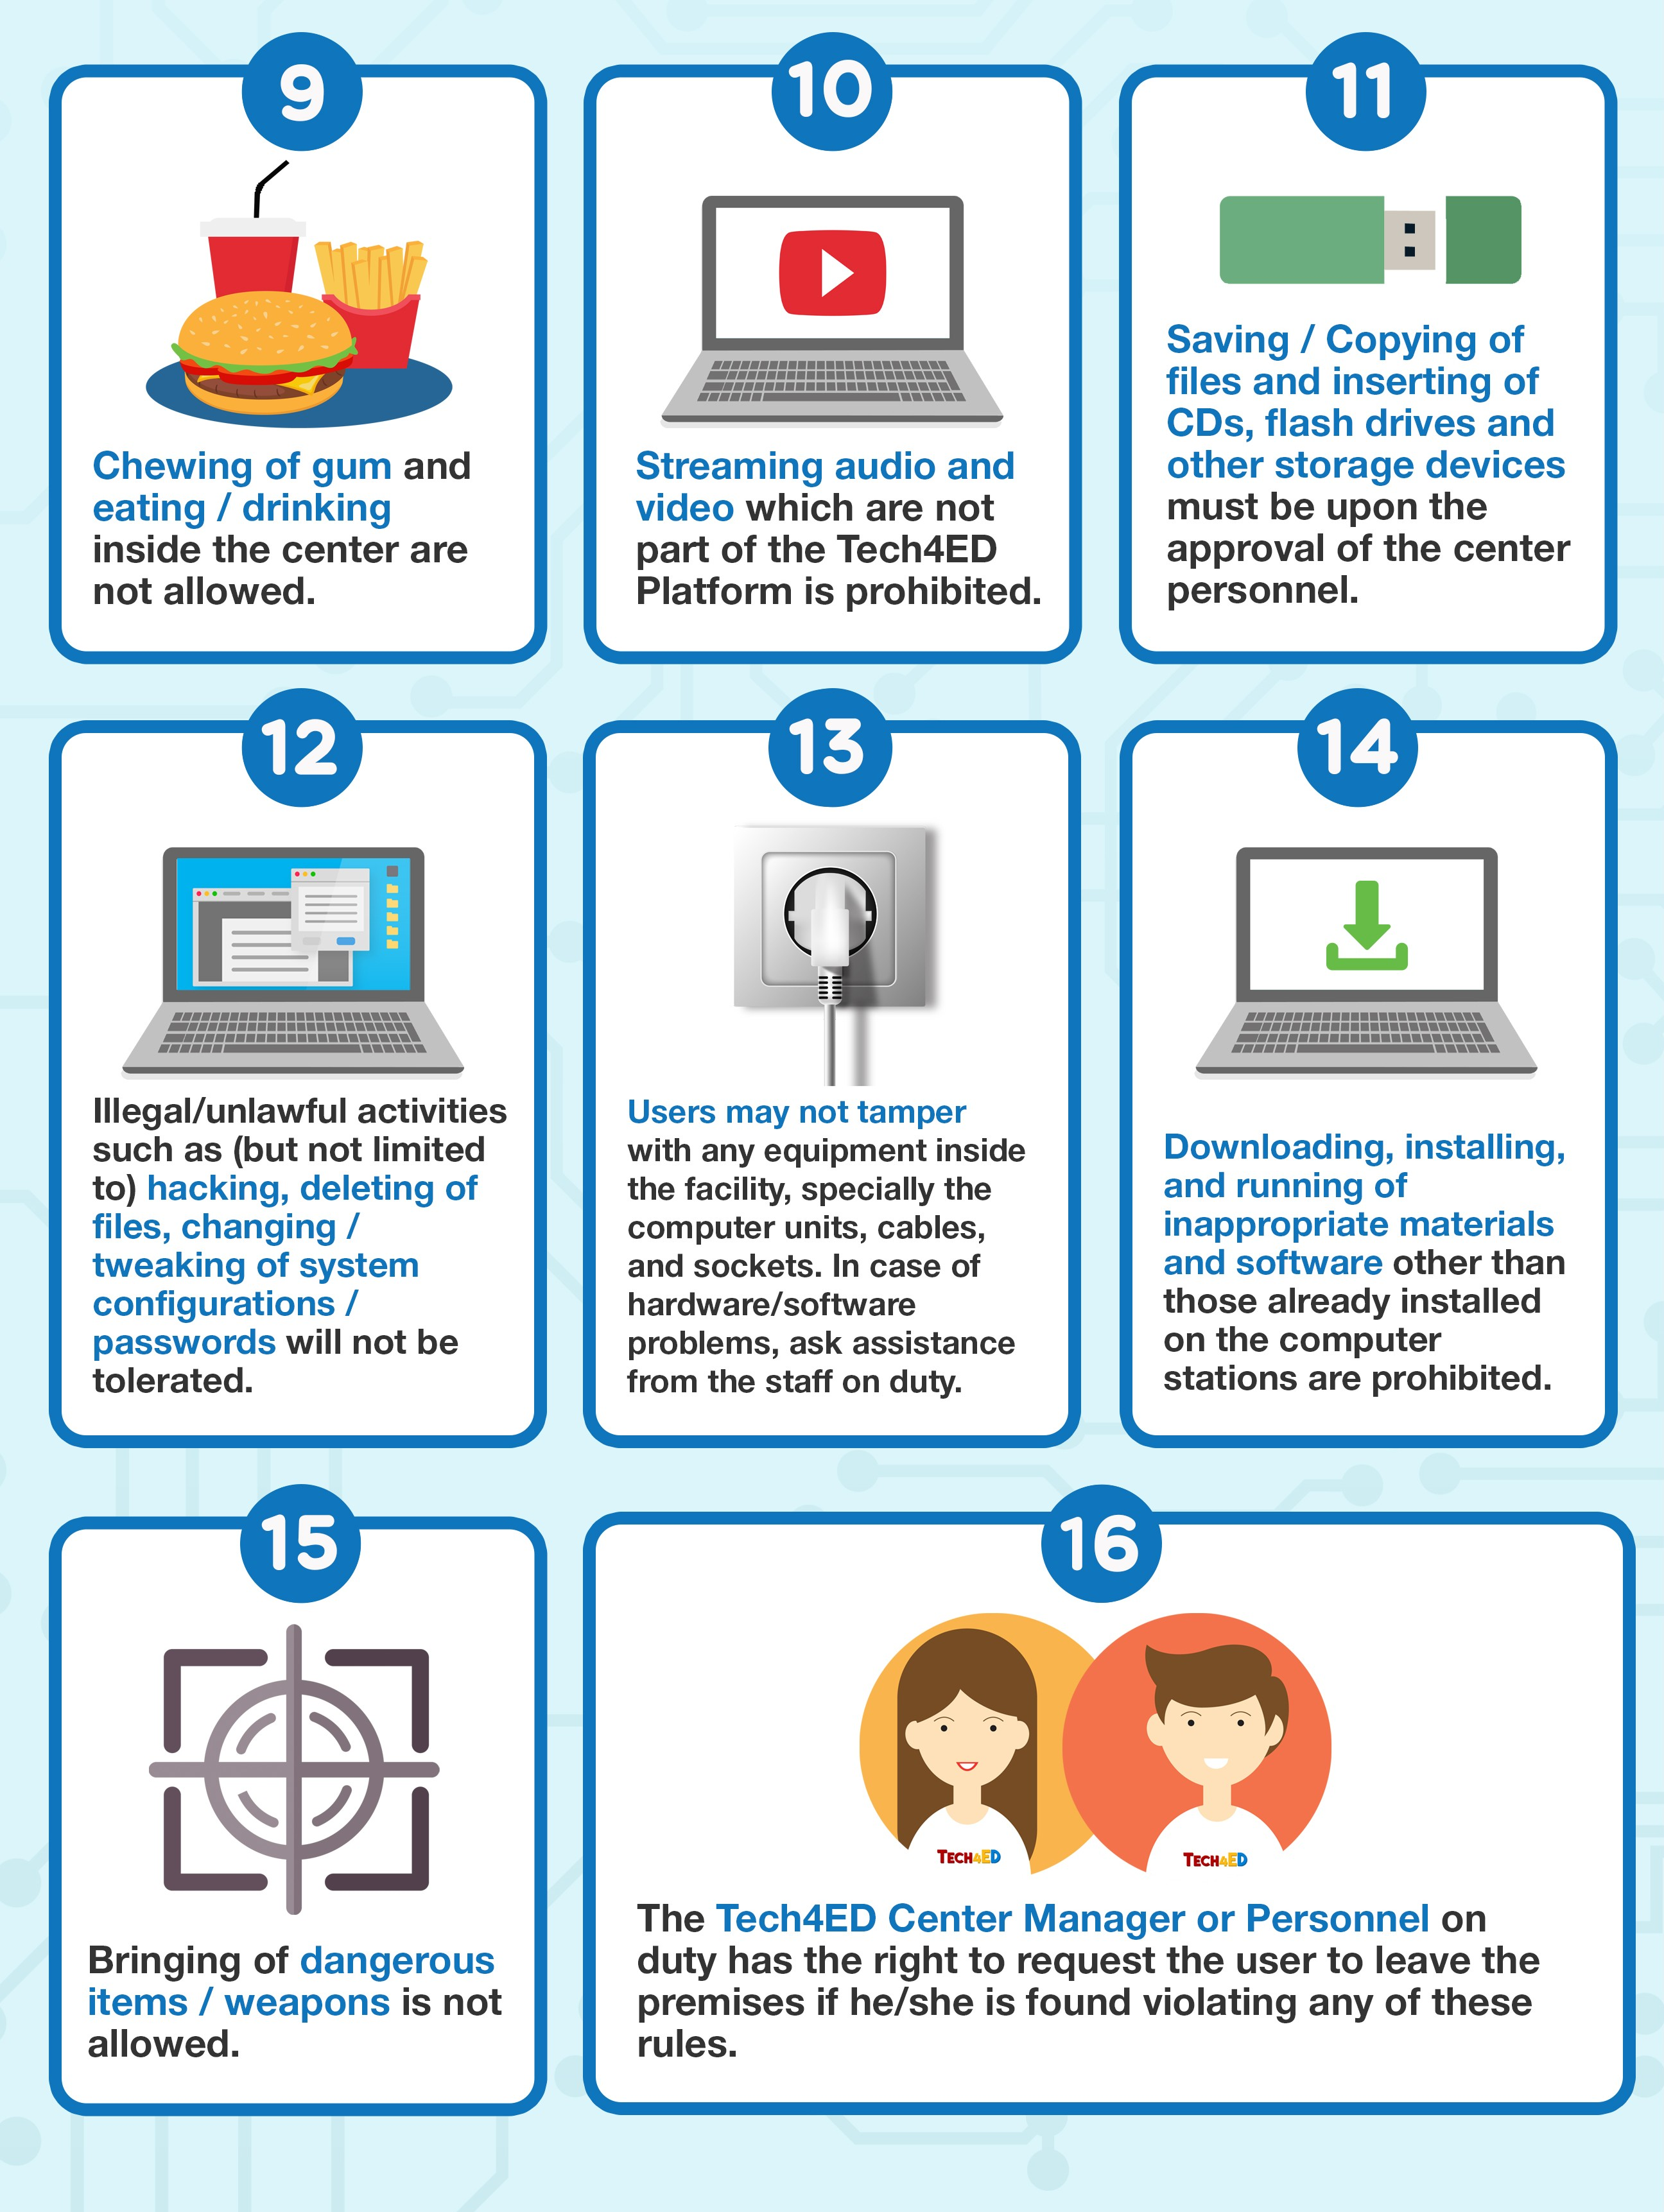 9
Chewing of gum and
eating / drinking
inside the center are
not allowed.
10
Streaming audio and
video which are not
part of the Tech4ED
Platform is prohibited.
11
Saving / Copying of
files and inserting of
CDs, flash drives and
other storage devices
must be upon the
approval of the center
personnel.
12
Illegal/unlawful activities
such as (but not limited
to) hacking, deleting of
files, changing /
tweaking of system
configurations /
passwords will not be
tolerated.
13
Users may not tamper
with any equipment inside
the facility, specially the
computer units, cables,
and sockets. In case of
hardware/software
problems, ask assistance
from the staff on duty.
14
Downloading, installing,
and running of
inappropriate materials
and software other than
those already installed
on the computer
stations are prohibited.
15
Bringing of dangerous
items / weapons is not
allowed.
16
TECH4ED
TECH4ED
The Tech4ED Center Manager or Personnel on
duty has the right to request the user to leave the
premises if he/she is found violating any of these
rules.